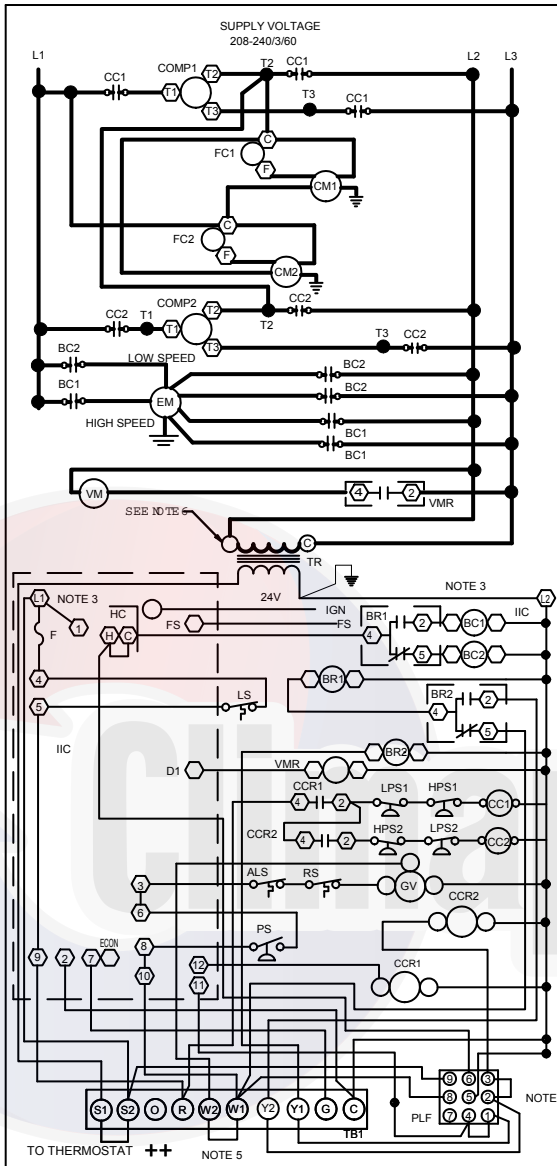 SUPPLY VOLTAGE
208-240/3/60
L1
L2
L3
CC1
COMP1
T1
T2
T3
T2
CC1
T3
CC1
C
FC1
F
CM1
C
FC2
F
CM2
CC2
T1
COMP2
T1
T2
T3
T2
CC2
T3
CC2
BC2
LOW SPEED
BC2
BC2
BC1
EM
HIGH SPEED
BC1
BC1
VM
4
2
VMR
SEE NOTE 6
C
TR
24V
NOTE 3
L1
NOTE 3
L2
1
HC
H
C
IGN
FS
FS
F
4
BR1
2
5
BC1
BC2
IIC
4
5
LS
BR1
BR2
4
2
5
IIC
BR2
D1
VMR
CCR1
4
2
LPS1
HPS1
CC1
CCR2
4
2
HPS2
LPS2
CC2
3
ALS
RS
GV
6
CCR2
8
PS
10
12
11
CCR1
9
2
7
ECON
S1
S2
O
R
W2
W1
Y2
Y1
G
C
TB1
9
6
3
8
5
2
7
4
1
PLF
NOTE
TO THERMOSTAT ++
NOTE 5
Clima